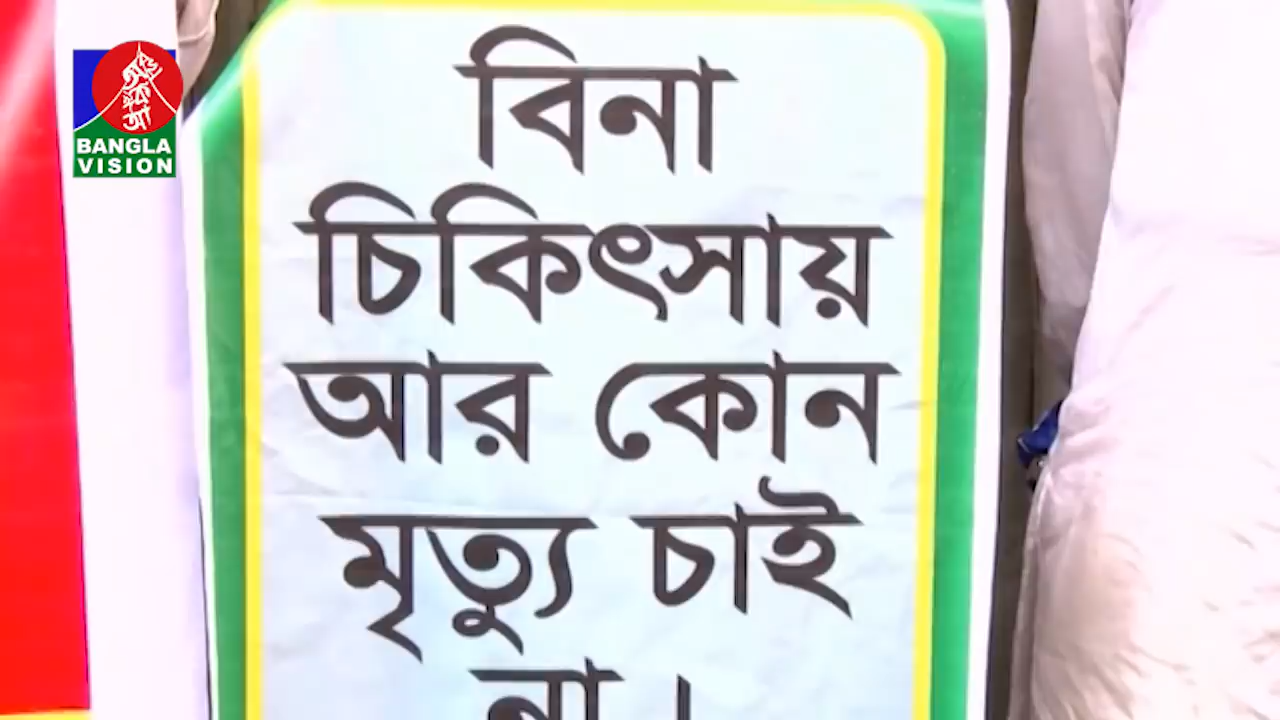 BANGLA
VISION
বিনা
চিকিৎসায়
আর কোন
মৃত্যু চাই
না।